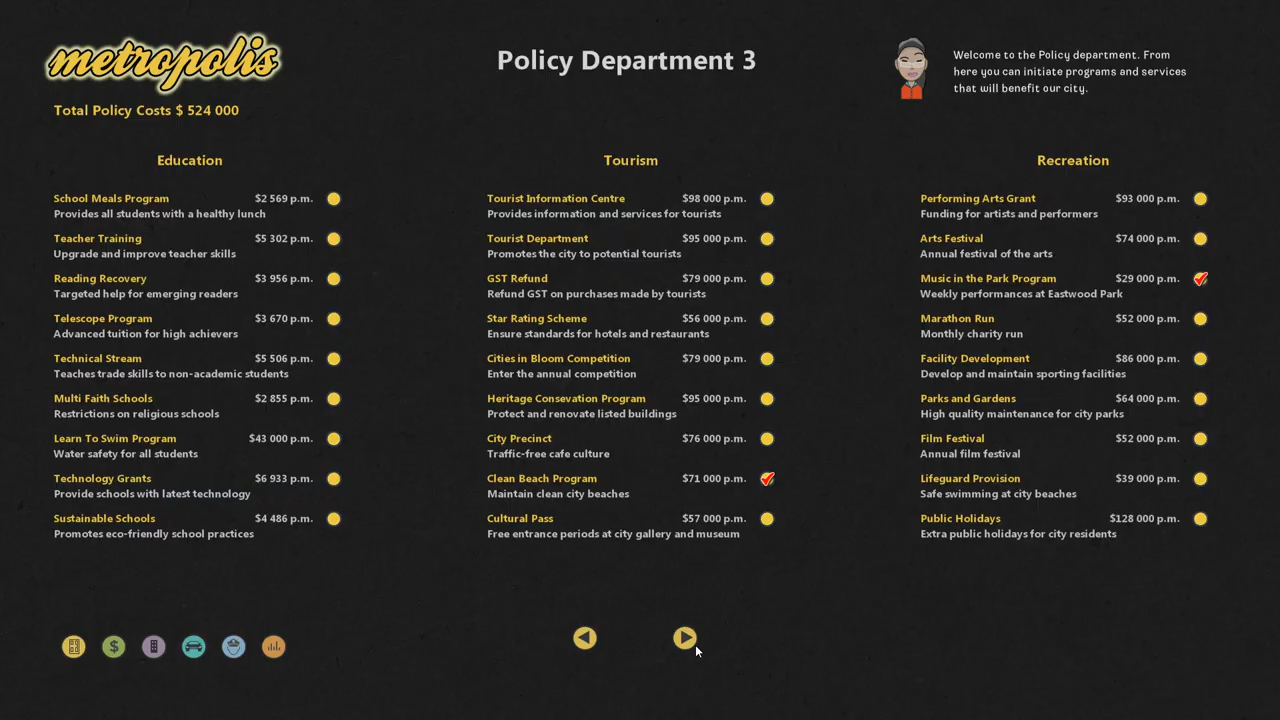 metropolis
Total Policy Costs $ 524 000
Policy Department 3
Welcome to the Policy department. From
here you can initiate programs and services
that will benefit our city.
Education
School Meals Program $2 569 p.m.
Provides all students with a healthy lunch
Teacher Training $5 302 p.m.
Upgrade and improve teacher skills
Reading Recovery $3 956 p.m.
Targeted help for emerging readers
Telescope Program $3 670 p.m.
Advanced tuition for high achievers
Technical Stream $5 506 p.m.
Teaches trade skills to non-academic students
Multi Faith Schools $2 855 p.m.
Restrictions on religious schools
Learn To Swim Program $43 000 p.m.
Water safety for all students
Technology Grants $6 933 p.m.
Provide schools with latest technology
Sustainable Schools $4 486 p.m.
Promotes eco-friendly school practices
Tourism
Tourist Information Centre $98 000 p.m.
Provides information and services for tourists
Tourist Department $95 000 p.m.
Promotes the city to potential tourists
GST Refund $79 000 p.m.
Refund GST on purchases made by tourists
Star Rating Scheme $56 000 p.m.
Ensure standards for hotels and restaurants
Cities in Bloom Competition $79 000 p.m.
Enter the annual competition
Heritage Consevation Program $95 000 p.m.
Protect and renovate listed buildings
City Precinct $76 000 p.m.
Traffic-free cafe culture
Clean Beach Program $71 000 p.m.
Maintain clean city beaches
Cultural Pass $57 000 p.m.
Free entrance periods at city gallery and museum
Recreation
Performing Arts Grant $93 000 p.m.
Funding for artists and performers
Arts Festival $74 000 p.m.
Annual festival of the arts
Music in the Park Program $29 000 p.m.
Weekly performances at Eastwood Park
Marathon Run $52 000 p.m.
Monthly charity run
Facility Development $86 000 p.m.
Develop and maintain sporting facilities
Parks and Gardens $64 000 p.m.
High quality maintenance for city parks
Film Festival $52 000 p.m.
Annual film festival
Lifeguard Provision $39 000 p.m.
Safe swimming at city beaches
Public Holidays $128 000 p.m.
Extra public holidays for city residents
$